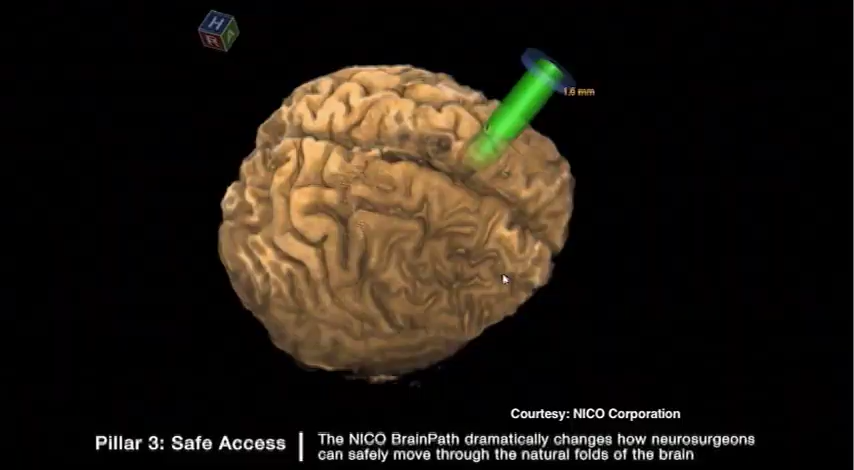 H
R A
1.6 mm
Courtesy: NICO Corporation
Pillar 3: Safe Access
The NICO BrainPath dramatically changes how neurosurgeons
can safely move through the natural folds of the brain